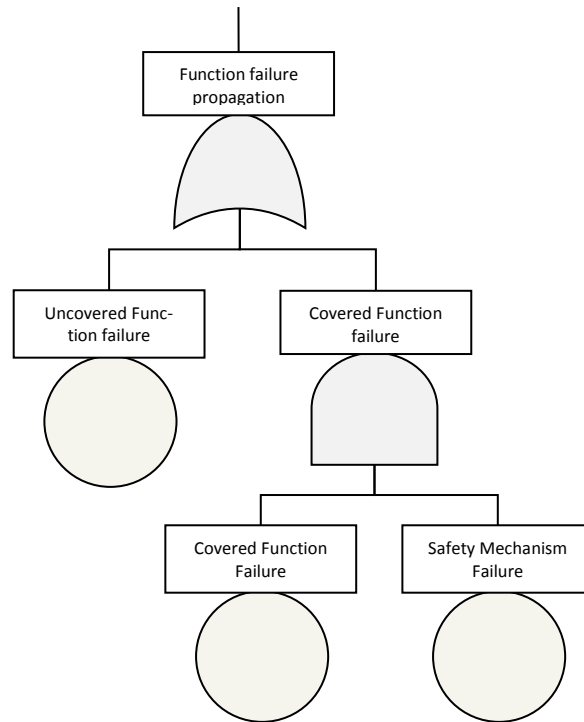 Function failure
propagation
Uncovered Func-
tion failure
Covered Function
failure
Covered Function
Failure
Safety Mechanism
Failure